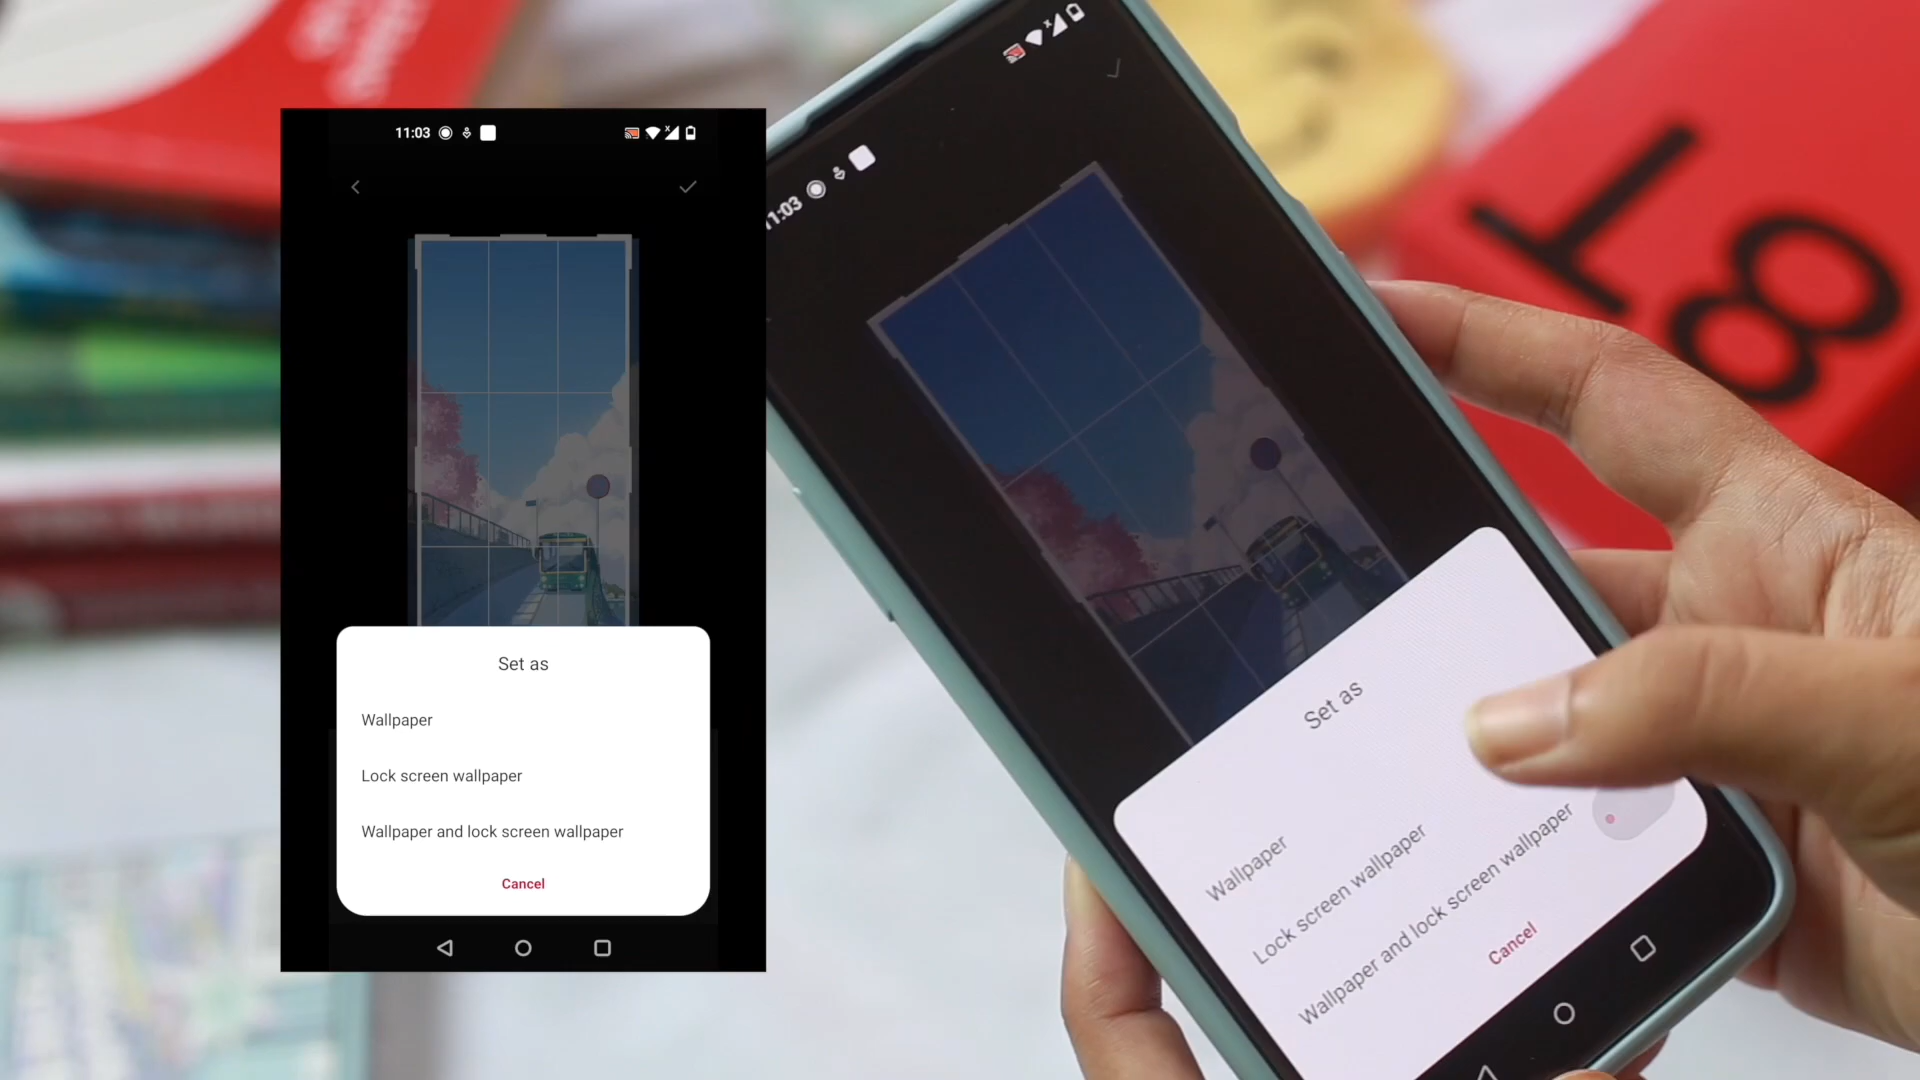 11:03
Set as
Wallpaper
Lock screen wallpaper
Wallpaper and lock screen wallpaper
Cancel
11:03
Set as
Wallpaper
Lock screen wallpaper
Wallpaper and lock screen wallpaper
Cancel
8T